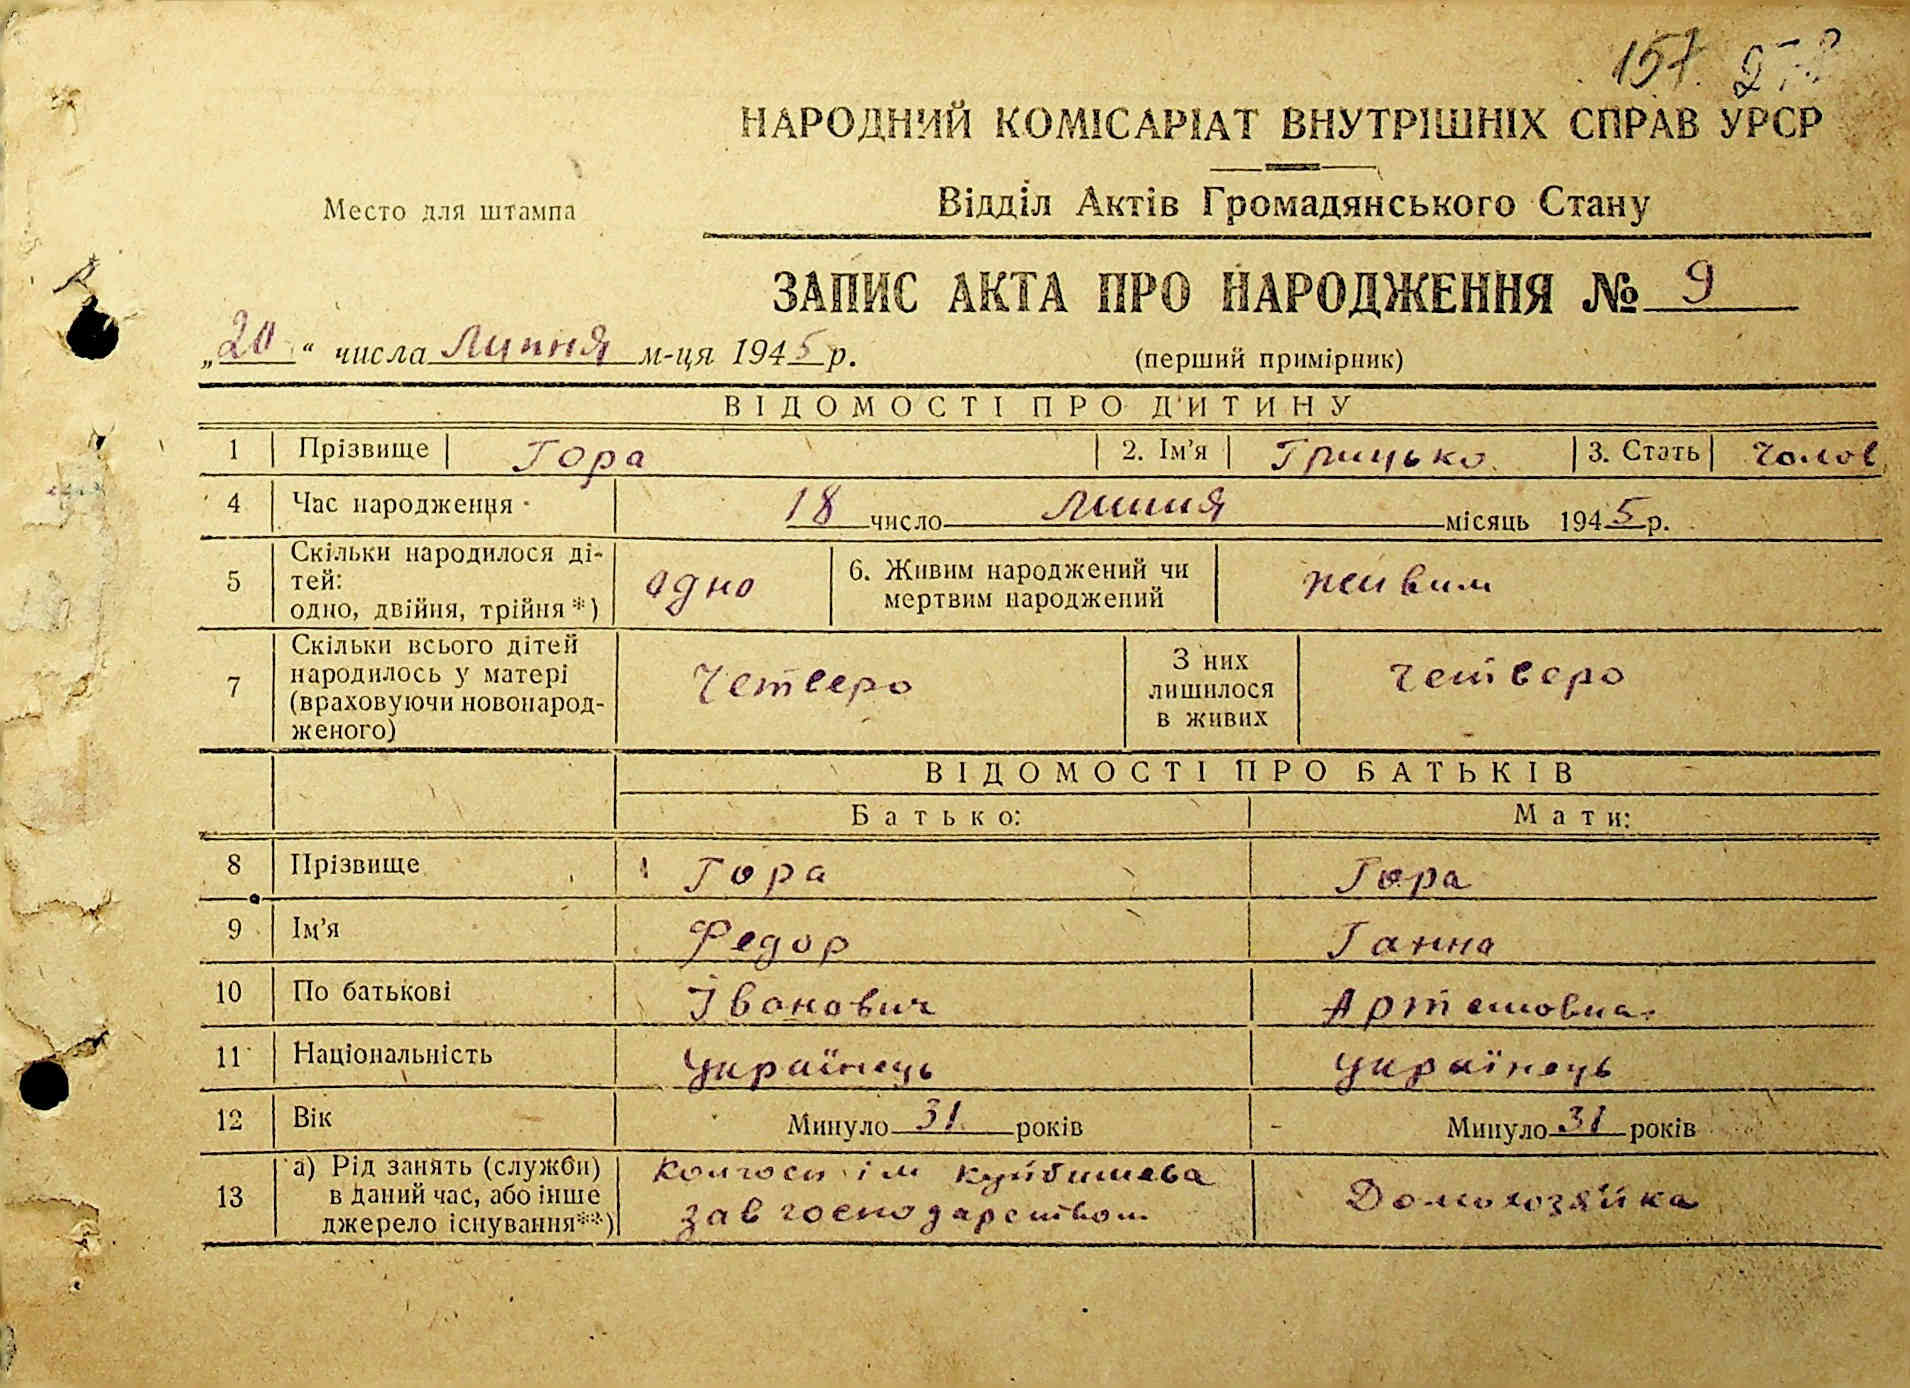 157.
НАРОДНИЙ КОМІСАРІАТ ВНУТРІШНІХ СПРАВ УРСР
Место для штампа
Відділ Актів Громадянського Стану
ЗАПИС АКТА ПРО НАРОДЖЕННЯ № 9
„20“ числа липня м-ця 1945 р.
(перший примірник)
ВІДОМОСТІ ПРО ДИТИНУ
1 Прізвище Гора 2. Ім'я Грицько 3. Стать Чолов
4 Час народження 18 число липня місяць 1945 р.
5 Скільки народилося ді-
тей:
одно, двійня, трійня*) одно
6. Живим народжений чи
мертвим народжений живим
7 Скільки всього дітей
народилось у матері
(враховуючи новонарод-
женого) Четверо
З них
лишилося
в живих Четверо
ВІДОМОСТІ ПРО БАТЬКІВ
Батько: Мати:
8 Прізвище Гора Гора
9 Ім'я Федор Ганна
10 По батькові Іванович Артемовна
11 Національність Українець Українець
12 Вік Минуло 31 років Минуло 31 років
13 а) Рід занять (служби)
в даний час, або інше
джерело існування**)
Колгосп ім Куйбишева
зав господарством
Домохозяйка